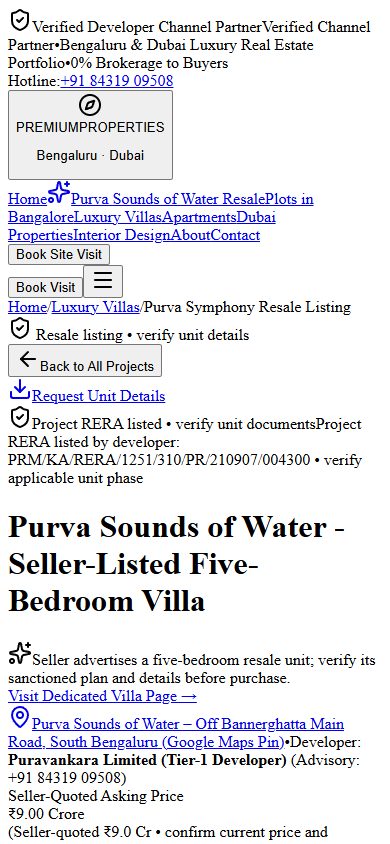 Verified Developer Channel PartnerVerified Channel
Partner•Bengaluru & Dubai Luxury Real Estate
Portfolio•0% Brokerage to Buyers
Hotline:+91 84319 09508
PREMIUMPROPERTIES
Bengaluru · Dubai
HomePurva Sounds of Water ResalePlots in
BangaloreLuxury VillasApartmentsDubai
PropertiesInterior DesignAboutContact
Book Site Visit
Book Visit
Home/Luxury Villas/Purva Symphony Resale Listing
Resale listing • verify unit details
Back to All Projects
Request Unit Details
Project RERA listed • verify unit documentsProject
RERA listed by developer:
PRM/KA/RERA/1251/310/PR/210907/004300 • verify
applicable unit phase
Purva Sounds of Water -
Seller-Listed Five-
Bedroom Villa
Seller advertises a five-bedroom resale unit; verify its
sanctioned plan and details before purchase.
Visit Dedicated Villa Page →
Purva Sounds of Water – Off Bannerghatta Main
Road, South Bengaluru (Google Maps Pin)•Developer:
Puravankara Limited (Tier-1 Developer) (Advisory:
+91 84319 09508)
Seller-Quoted Asking Price
₹9.00 Crore
(Seller-quoted ₹9.0 Cr • confirm current price and